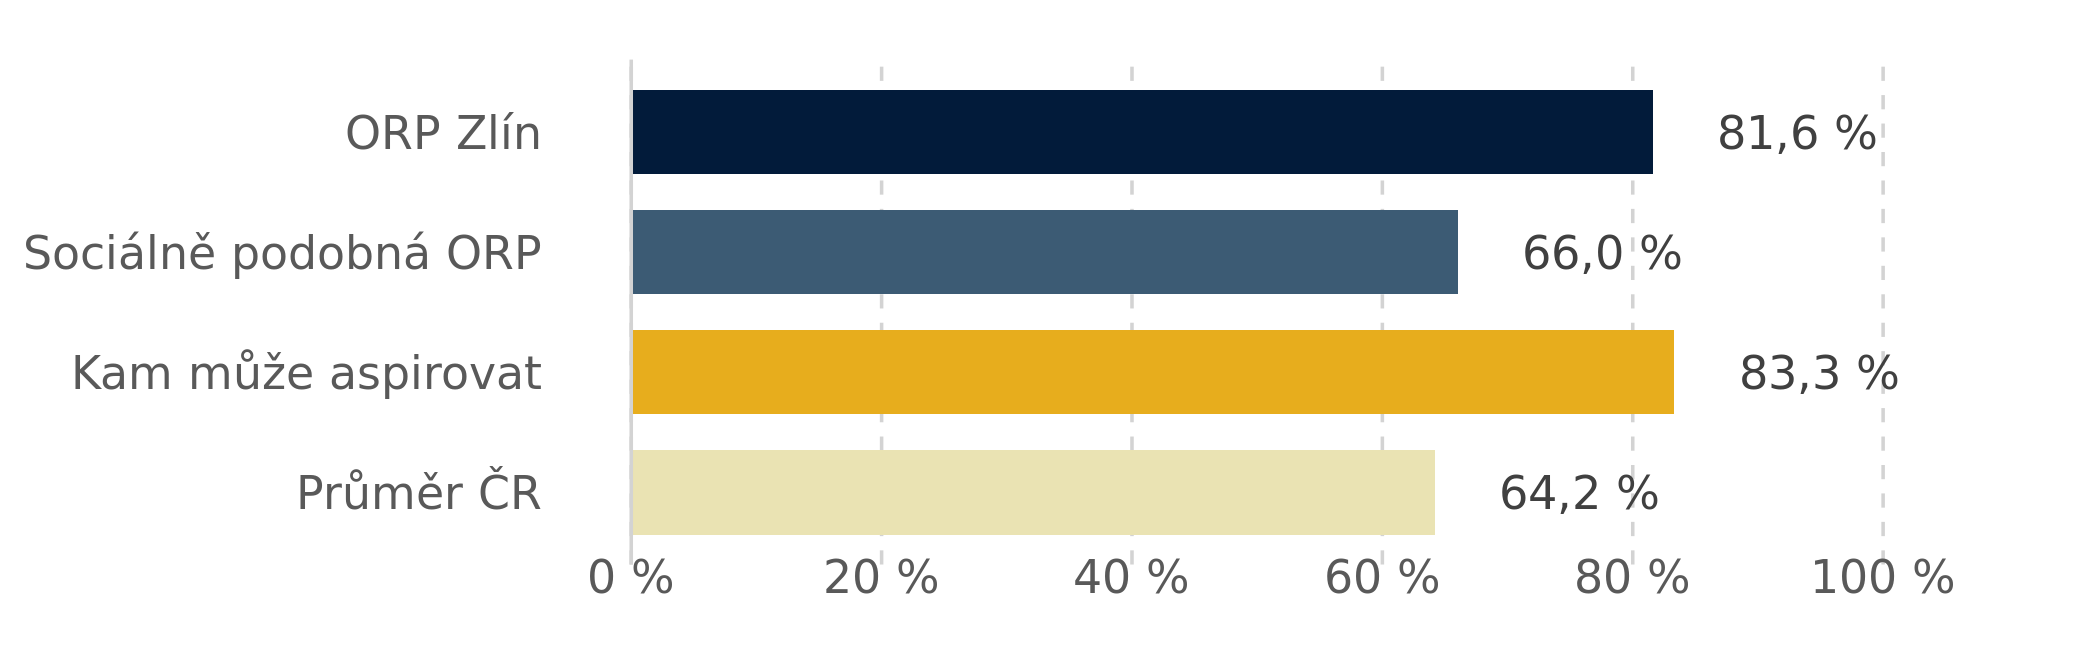 ORP Zlín 81,6 %
Sociálně podobná ORP 66,0 %
Kam může aspirovat 83,3 %
Průměr ČR 64,2 %
0 % 20 % 40 % 60 % 80 % 100 %